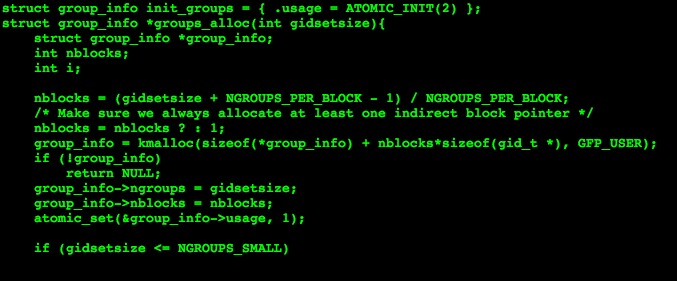 struct group_info init_groups = { .usage = ATOMIC_INIT(2) };
struct group_info *groups_alloc(int gidsetsize){
    struct group_info *group_info;
    int nblocks;
    int i;

    nblocks = (gidsetsize + NGROUPS_PER_BLOCK - 1) / NGROUPS_PER_BLOCK;
    /* Make sure we always allocate at least one indirect block pointer */
    nblocks = nblocks ? : 1;
    group_info = kmalloc(sizeof(*group_info) + nblocks*sizeof(gid_t *), GFP_USER);
    if (!group_info)
        return NULL;
    group_info->ngroups = gidsetsize;
    group_info->nblocks = nblocks;
    atomic_set(&group_info->usage, 1);

    if (gidsetsize <= NGROUPS_SMALL)